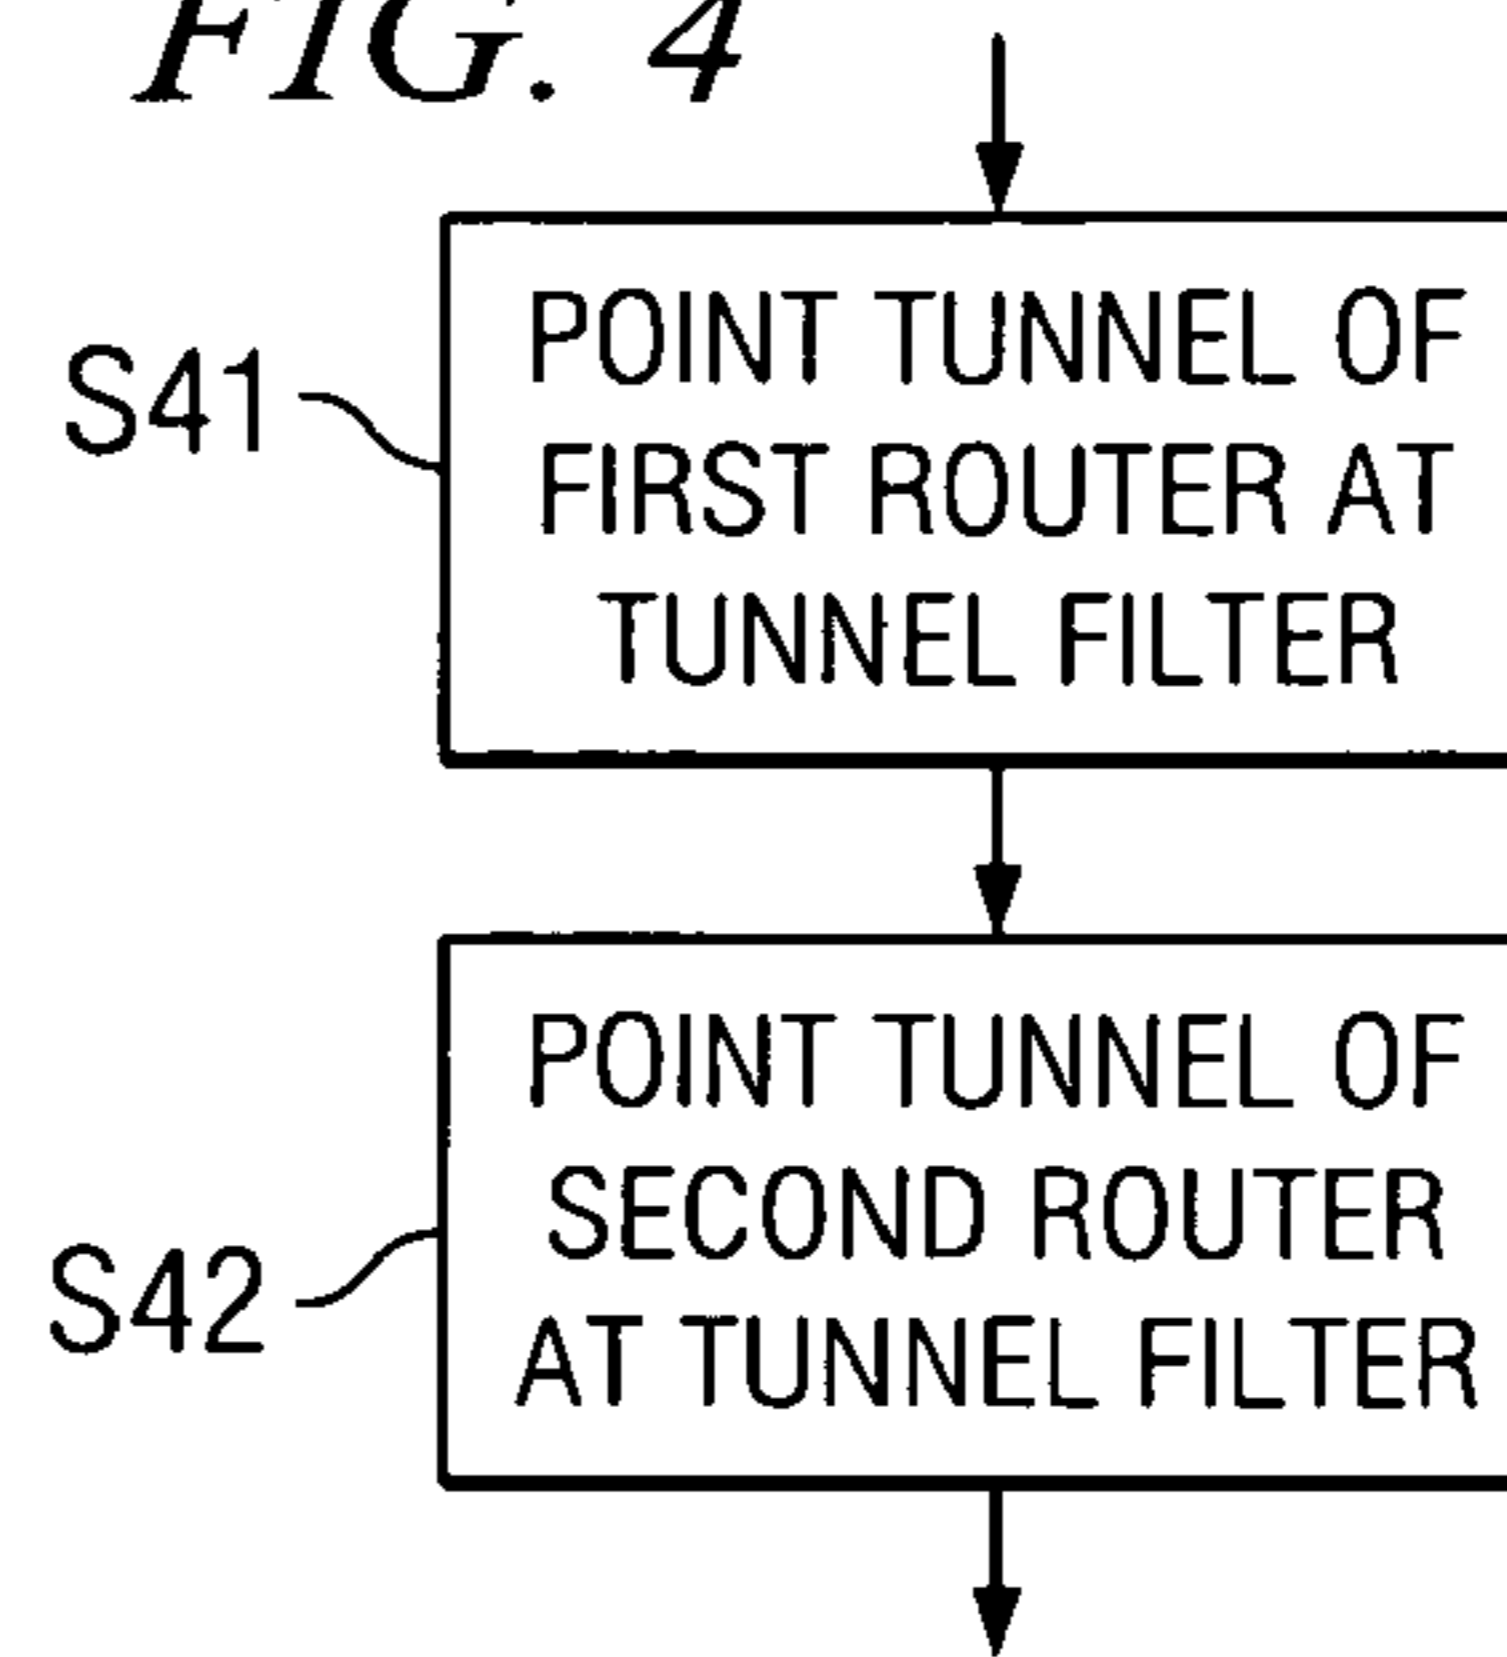 FIG. 4
S41
POINT TUNNEL OF
FIRST ROUTER AT
TUNNEL FILTER
S42
POINT TUNNEL OF
SECOND ROUTER
AT TUNNEL FILTER